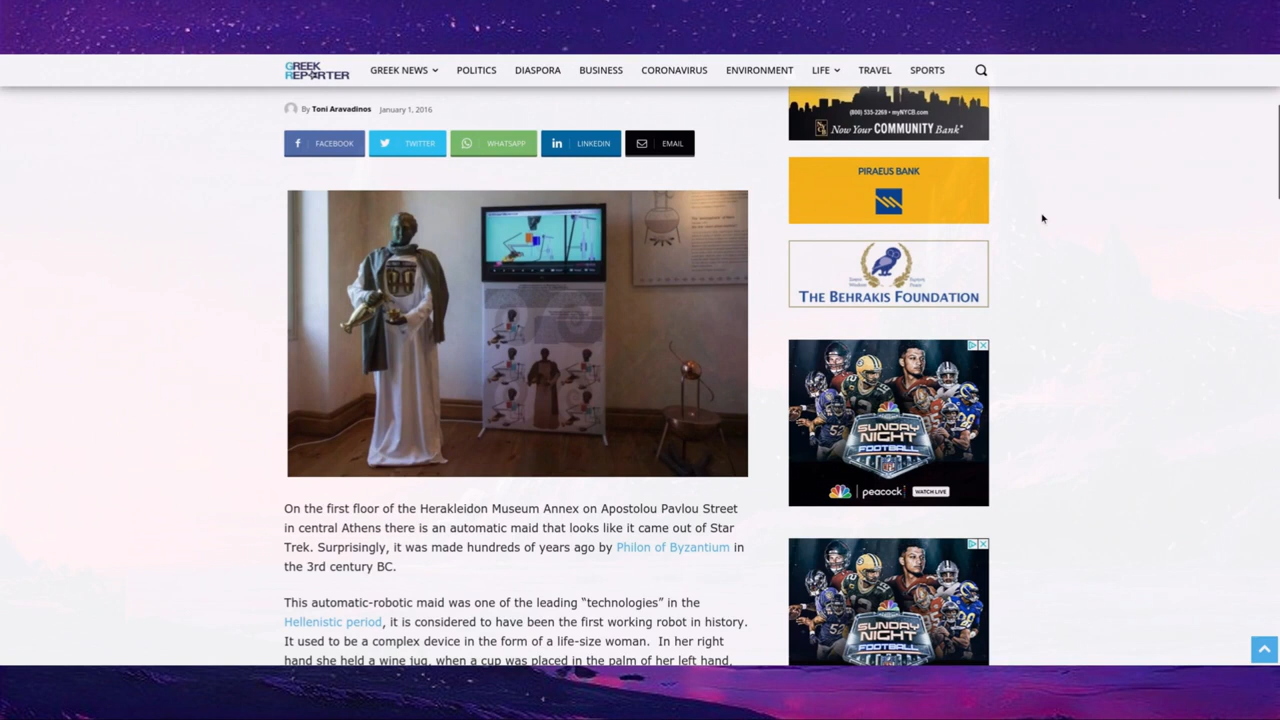 GREEK
REPORTER
GREEK NEWS
POLITICS
DIASPORA
BUSINESS
CORONAVIRUS
ENVIRONMENT
LIFE
TRAVEL
SPORTS
By Toni Aravadinos
January 1, 2016
FACEBOOK
TWITTER
WHATSAPP
LINKEDIN
EMAIL
On the first floor of the Herakleidon Museum Annex on Apostolou Pavlou Street
in central Athens there is an automatic maid that looks like it came out of Star
Trek. Surprisingly, it was made hundreds of years ago by Philon of Byzantium in
the 3rd century BC.
This automatic-robotic maid was one of the leading “technologies” in the
Hellenistic period, it is considered to have been the first working robot in history.
It used to be a complex device in the form of a life-size woman. In her right
hand she held a wine jug, when a cup was placed in the palm of her left hand,
(800) 535-2269 • myNYCB.com
Now Your COMMUNITY Bank
PIRAEUS BANK
THE BEHRAKIS FOUNDATION
SUNDAY
NIGHT
FOOTBALL
NFL
peacock
WATCH LIVE
SUNDAY
NIGHT
FOOTBALL